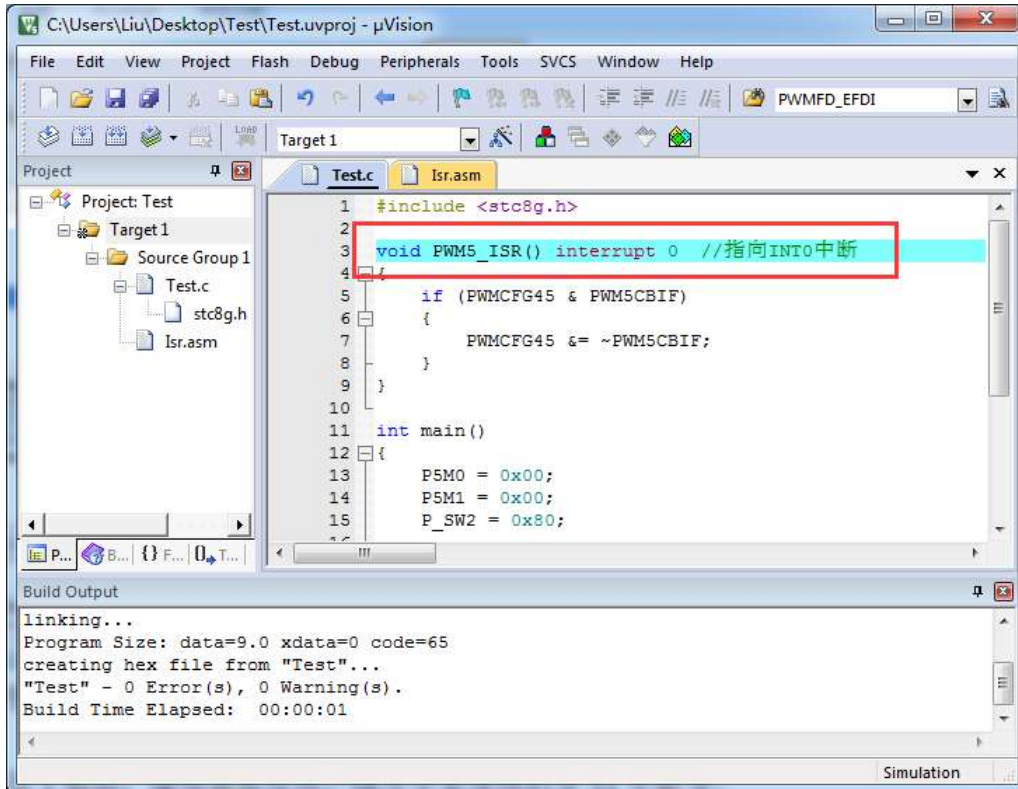 C:\Users\Liu\Desktop\Test\Test.uvproj - µVision
File Edit View Project Flash Debug Peripherals Tools SVCS Window Help
PWMFD_EFDI
LOAD Target 1
Project
Test.c Isr.asm
Project: Test
Target 1
Source Group 1
Test.c
stc8g.h
Isr.asm
1 #include <stc8g.h>
2
3 void PWM5_ISR() interrupt 0 //指向INT0中断
4 {
5 if (PWMCFG45 & PWM5CBIF)
6 {
7 PWMCFG45 &= ~PWM5CBIF;
8 }
9 }
10
11 int main()
12 {
13 P5M0 = 0x00;
14 P5M1 = 0x00;
15 P_SW2 = 0x80;
P... B... {} F... 0 T...
Build Output
linking...
Program Size: data=9.0 xdata=0 code=65
creating hex file from "Test"...
"Test" - 0 Error(s), 0 Warning(s).
Build Time Elapsed: 00:00:01
Simulation